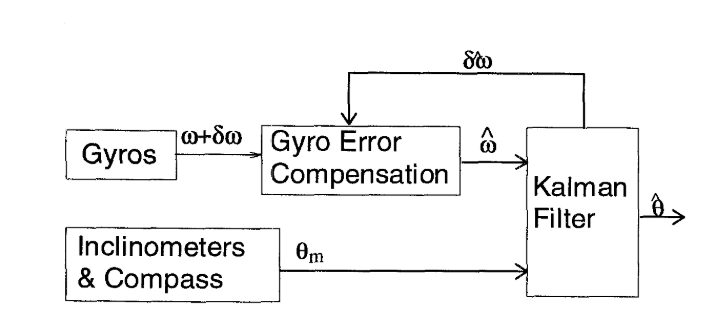 δω̂
ω+δω
Gyros
Gyro Error
Compensation
ω̂
Kalman
Filter
θ̂
Inclinometers
& Compass
θm